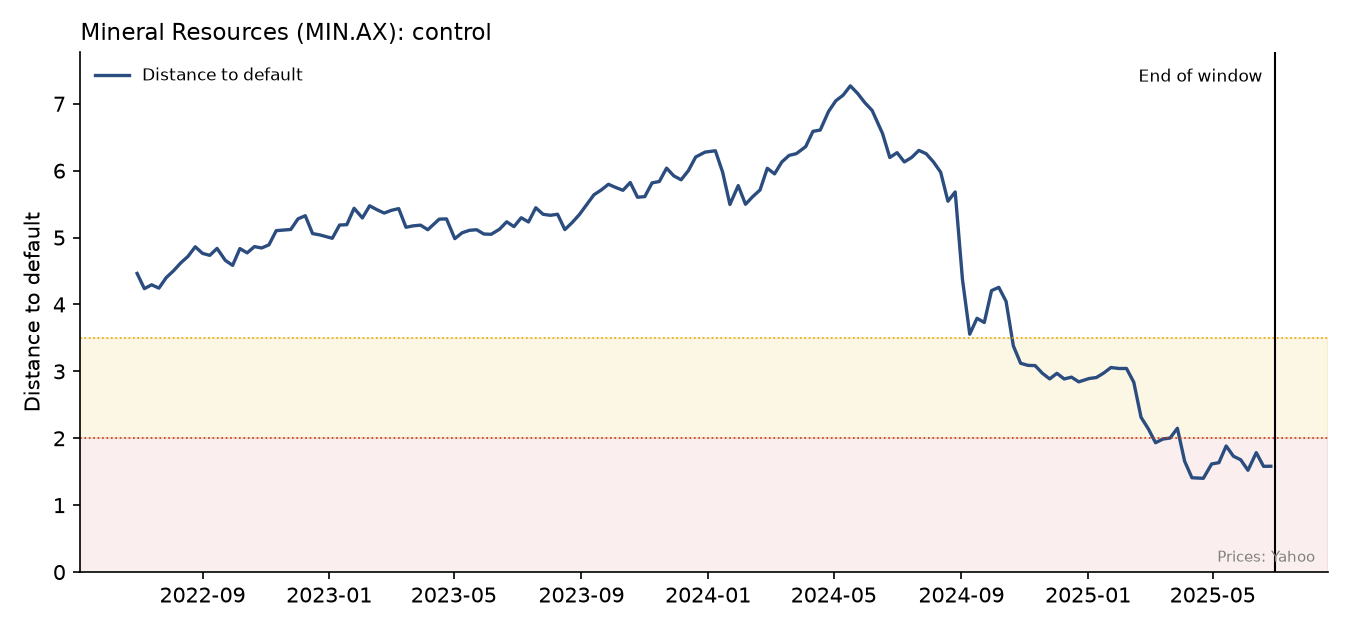 Mineral Resources (MIN.AX): control
Distance to default
End of window
Distance to default
7
6
5
4
3
2
1
0
Prices: Yahoo
2022-09 2023-01 2023-05 2023-09 2024-01 2024-05 2024-09 2025-01 2025-05